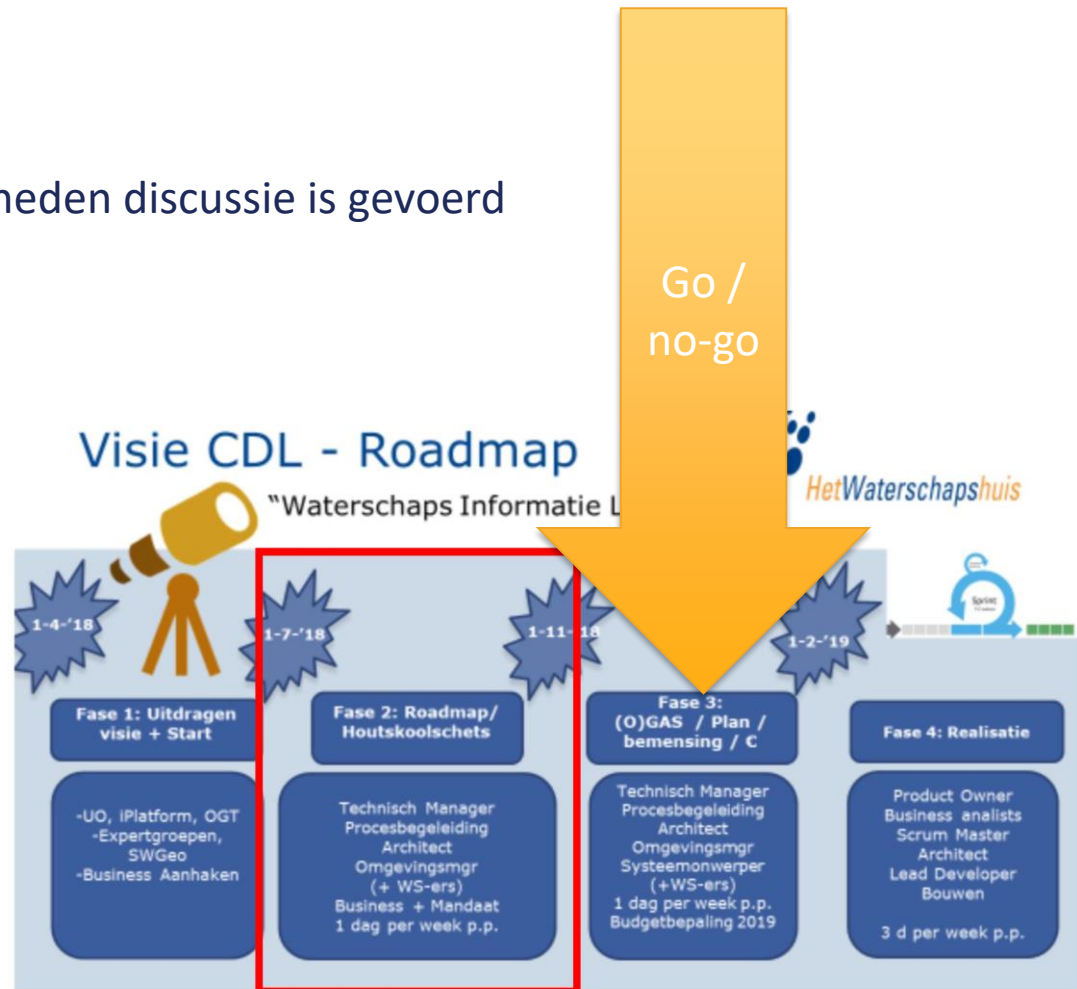 heden discussie is gevoerd
Go /
no-go
Visie CDL - Roadmap
"Waterschaps Informatie L
HetWaterschapshuis
1-4-'18
1-7-'18
1-11-'18
1-2-'19
Sprint
Fase 1: Uitdragen
visie + Start
Fase 2: Roadmap/
Houtskoolschets
Fase 3:
(O)GAS / Plan /
bemensing / €
Fase 4: Realisatie
-UO, iPlatform, OGT
-Expertgroepen,
SWGeo
-Business Aanhaken
Technisch Manager
Procesbegeleiding
Architect
Omgevingsmgr
(+ WS-ers)
Business + Mandaat
1 dag per week p.p.
Technisch Manager
Procesbegeleiding
Architect
Omgevingsmgr
Systeemonwerper
(+WS-ers)
1 dag per week p.p.
Budgetbepaling 2019
Product Owner
Business analists
Scrum Master
Architect
Lead Developer
Bouwen
3 d per week p.p.